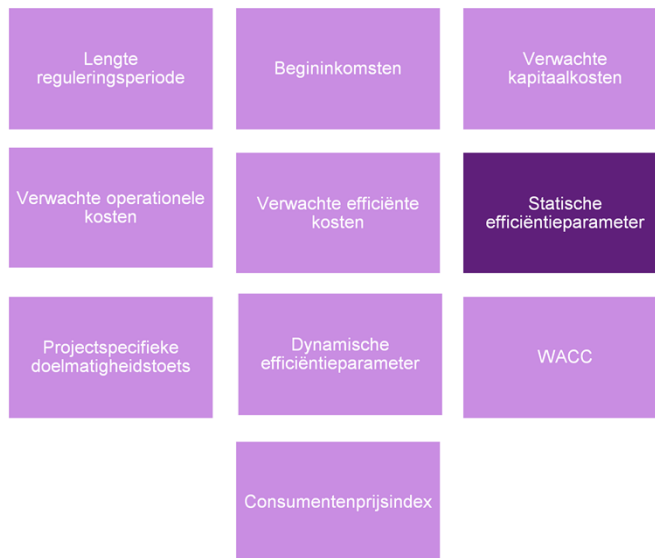 Lengte
reguleringsperiode
Begininkomsten
Verwachte
kapitaalkosten
Verwachte operationele
kosten
Verwachte efficiënte
kosten
Statische
efficiëntieparameter
Projectspecifieke
doelmatigheidstoets
Dynamische
efficiëntieparameter
WACC
Consumentenprijsindex